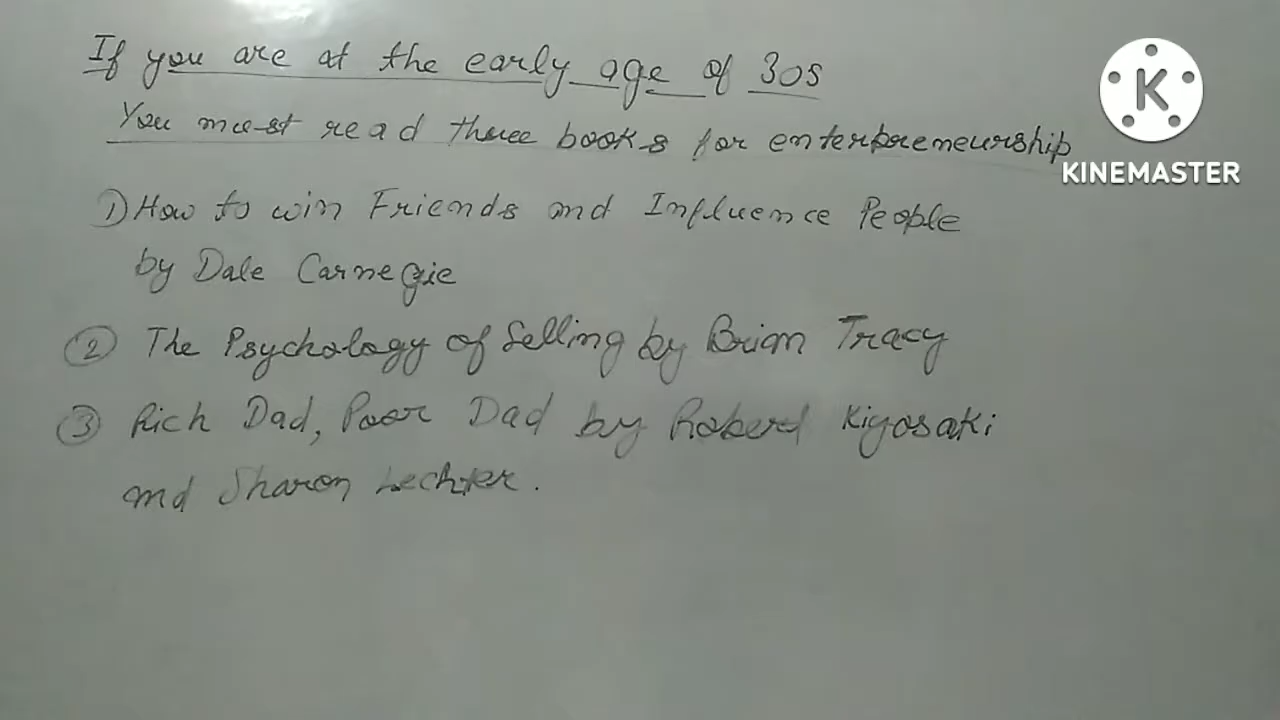 If you are at the early age of 30s
You must read three books for enterpreneurship
K
KINEMASTER
1) How to win Friends and Influence People
by Dale Carnegie
2 The Psychology of Selling by Brian Tracy
3 Rich Dad, Poor Dad by Roberd Kiyosaki
and Sharon Lechter.